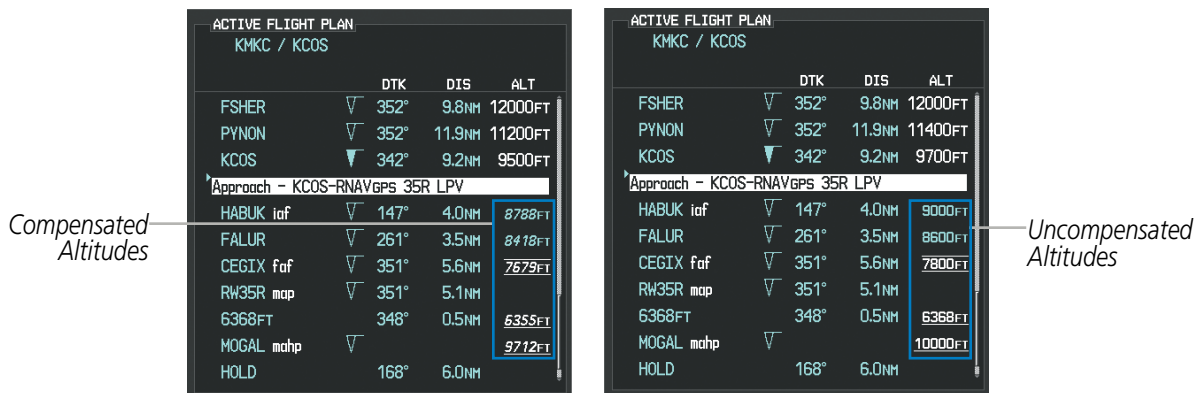 ACTIVE FLIGHT PLAN
KMKC / KCOS
DTK DIS ALT
FSHER 352° 9.8NM 12000FT
PYNON 352° 11.9NM 11200FT
KCOS 342° 9.2NM 9500FT
Approach - KCOS-RNAVGPS 35R LPV
HABUK iaf 147° 4.0NM 8788FT
FALUR 261° 3.5NM 8418FT
CEGIX faf 351° 5.6NM 7679FT
RW35R map 351° 5.1NM
6368FT 348° 0.5NM 6355FT
MOGAL mahp 9712FT
HOLD 168° 6.0NM
Compensated
Altitudes
ACTIVE FLIGHT PLAN
KMKC / KCOS
DTK DIS ALT
FSHER 352° 9.8NM 12000FT
PYNON 352° 11.9NM 11400FT
KCOS 342° 9.2NM 9700FT
Approach - KCOS-RNAVGPS 35R LPV
HABUK iaf 147° 4.0NM 9000FT
FALUR 261° 3.5NM 8600FT
CEGIX faf 351° 5.6NM 7800FT
RW35R map 351° 5.1NM
6368FT 348° 0.5NM 6368FT
MOGAL mahp 10000FT
HOLD 168° 6.0NM
Uncompensated
Altitudes